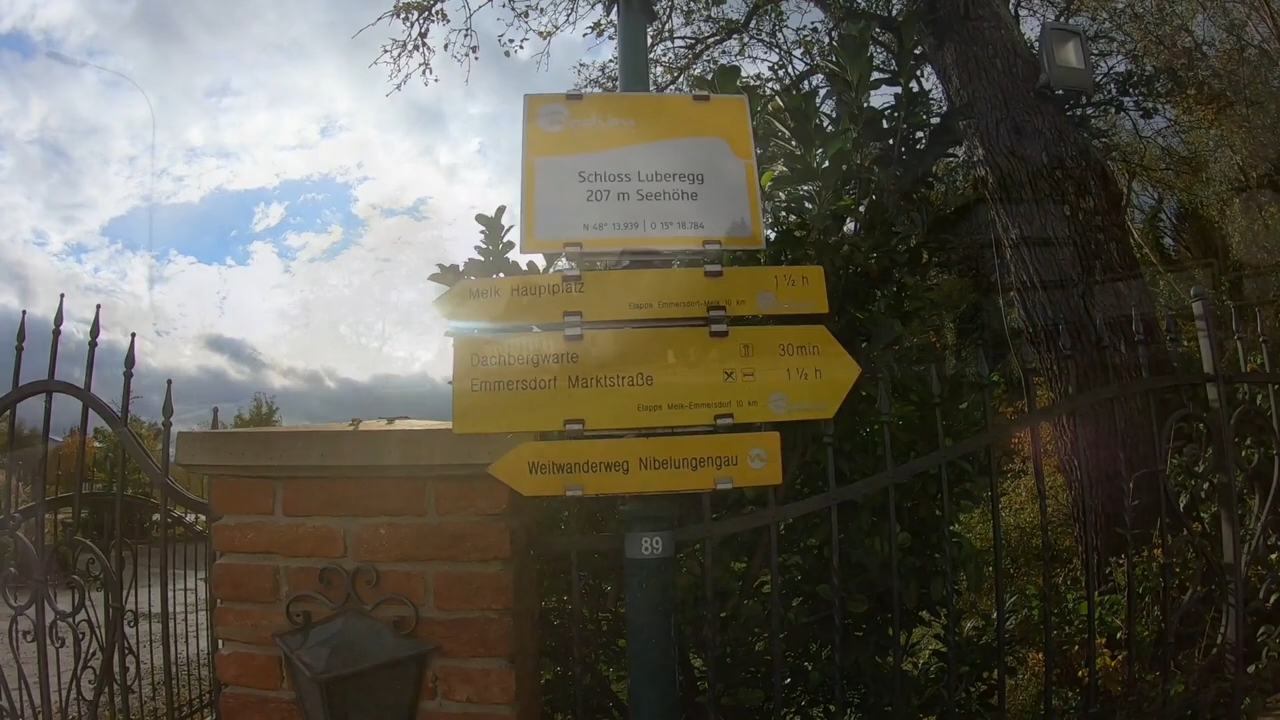 Schloss Luberegg
207 m Seehöhe
N 48° 13.939 | O 15° 18.784
Melk Hauptplatz 1 ½ h
Etappe Emmersdorf-Melk 10 km
Dachbergwarte 30min
Emmersdorf Marktstraße 1 ½ h
Etappe Melk-Emmersdorf 10 km
Weitwanderweg Nibelungengau
89